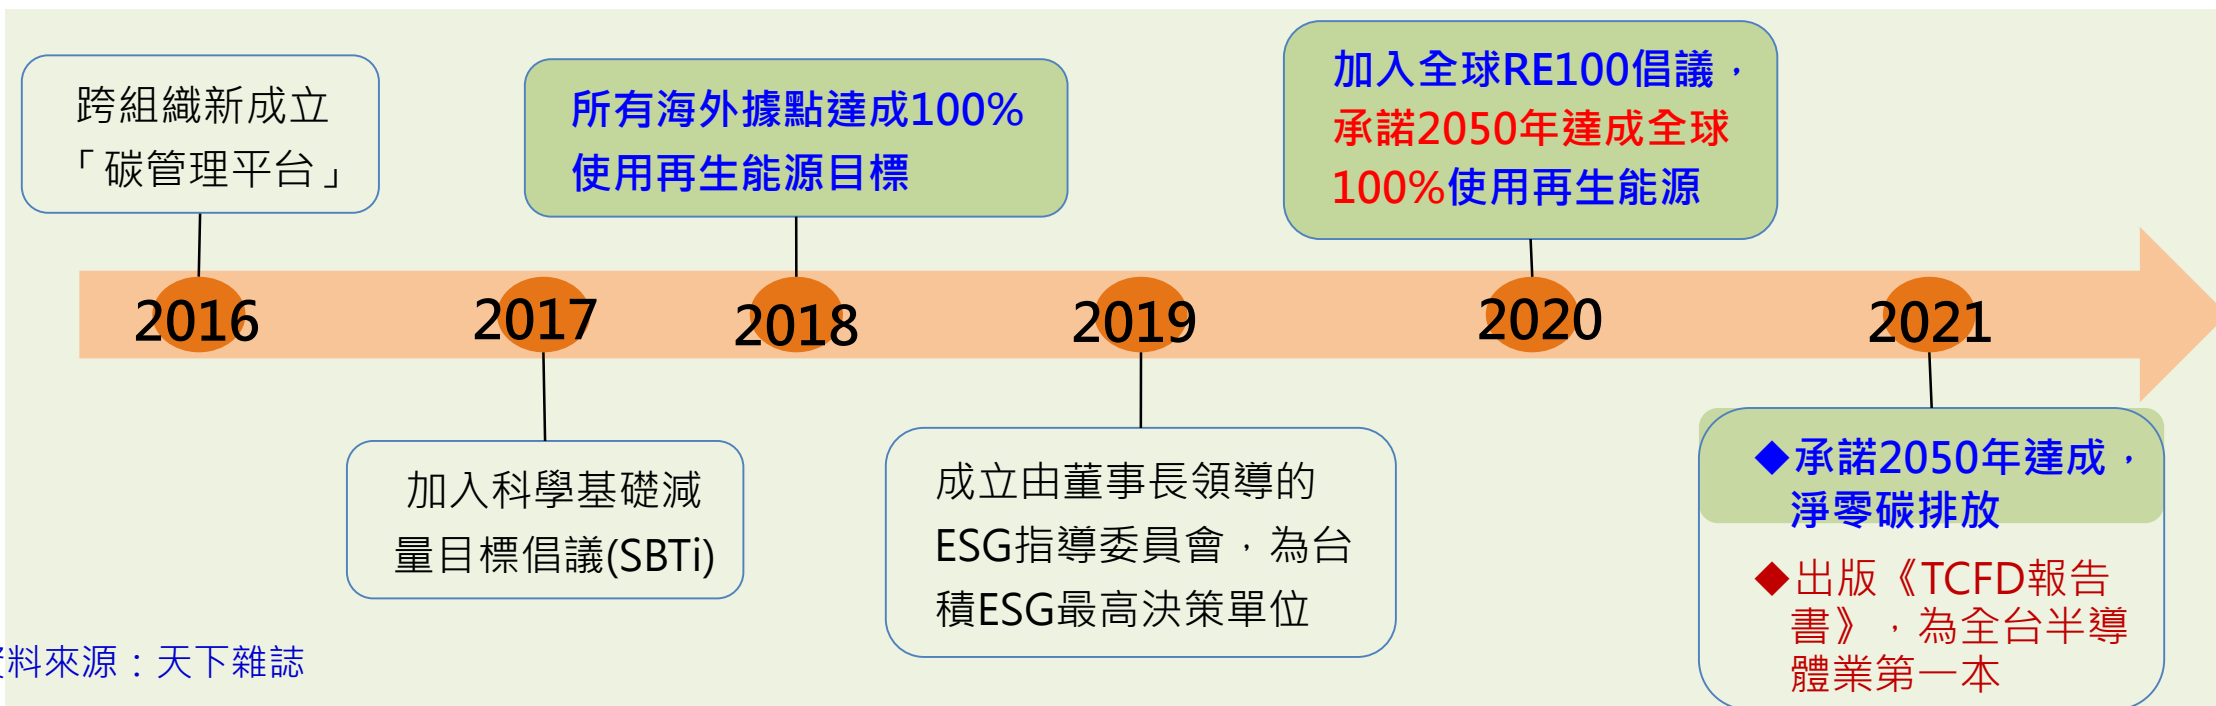 跨組織新成立
「碳管理平台」
所有海外據點達成100%
使用再生能源目標
加入全球RE100倡議，
承諾2050年達成全球
100%使用再生能源
2016
2017
2018
2019
2020
2021
加入科學基礎減
量目標倡議(SBTi)
成立由董事長領導的
ESG指導委員會，為台
積ESG最高決策單位
◆承諾2050年達成，
淨零碳排放
◆出版《TCFD報告
書》，為全台半導
體業第一本
料來源：天下雜誌